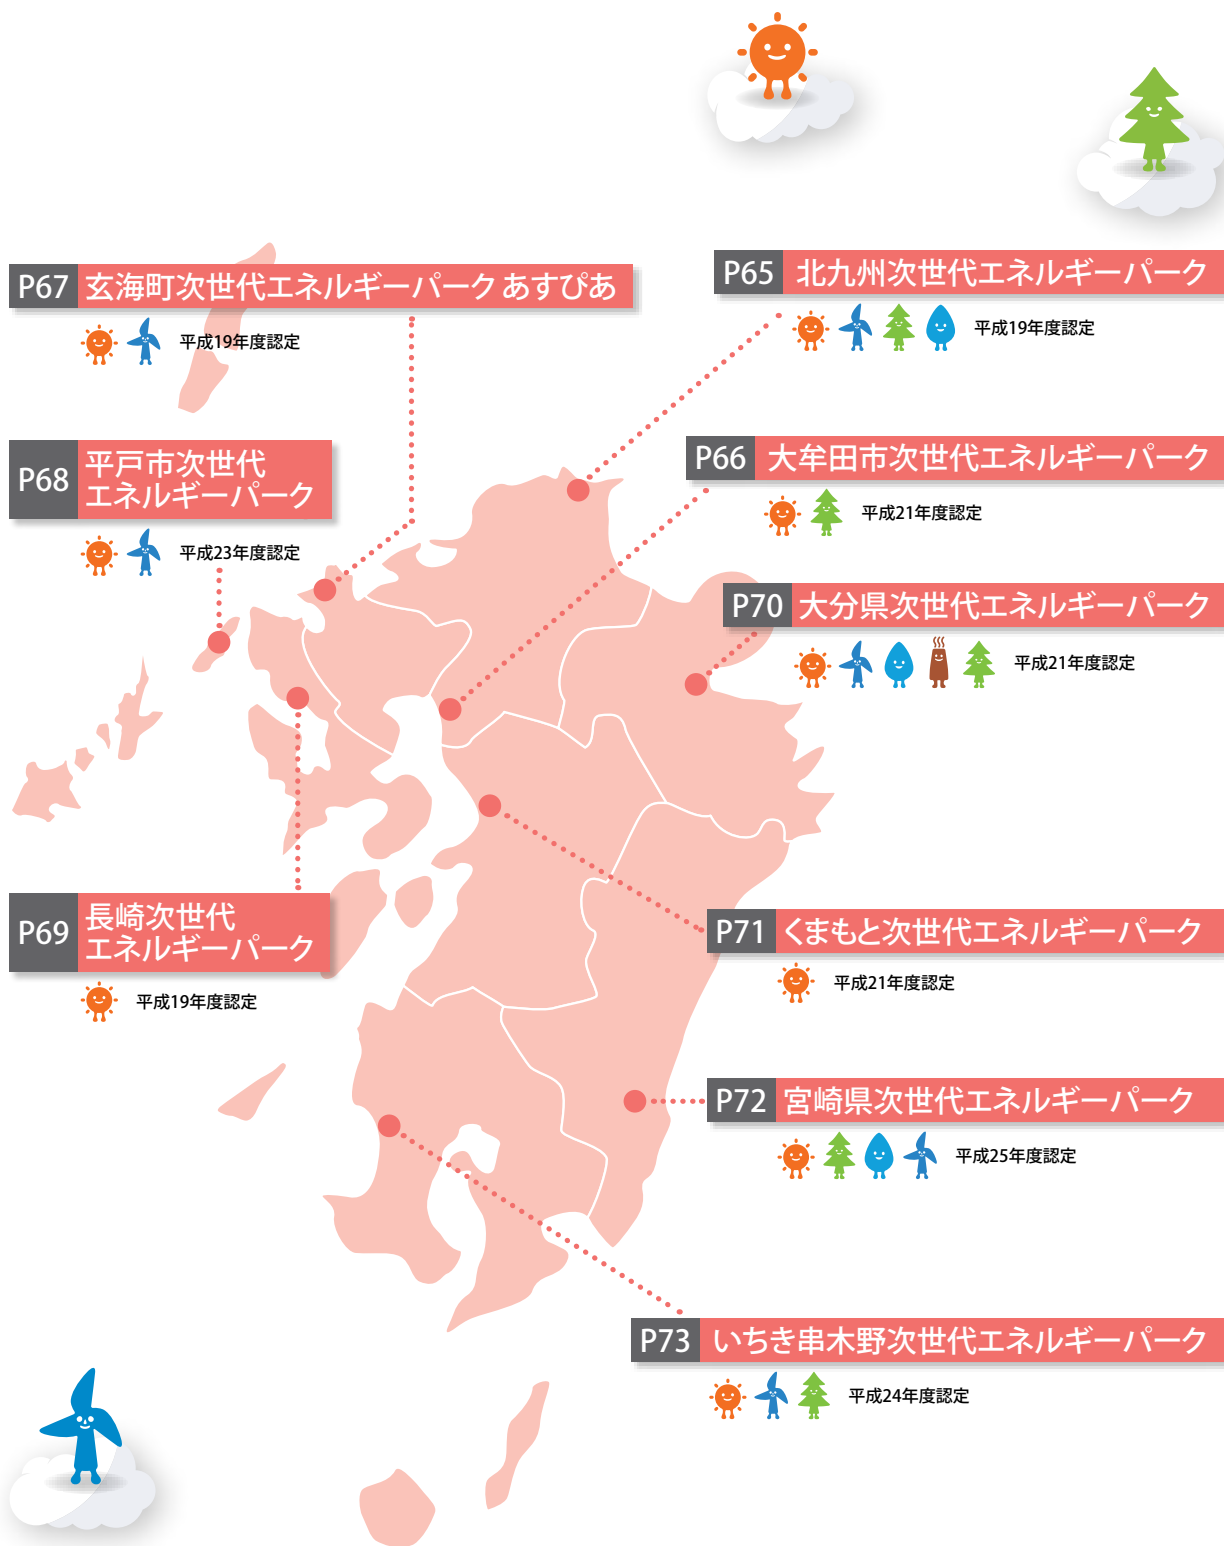 P67 玄海町次世代エネルギーパーク あすぴあ
平成19年度認定
P65 北九州次世代エネルギーパーク
平成19年度認定
P68 平戸市次世代
エネルギーパーク
平成23年度認定
P66 大牟田市次世代エネルギーパーク
平成21年度認定
P70 大分県次世代エネルギーパーク
平成21年度認定
P69 長崎次世代
エネルギーパーク
平成19年度認定
P71 くまもと次世代エネルギーパーク
平成21年度認定
P72 宮崎県次世代エネルギーパーク
平成25年度認定
P73 いちき串木野次世代エネルギーパーク
平成24年度認定